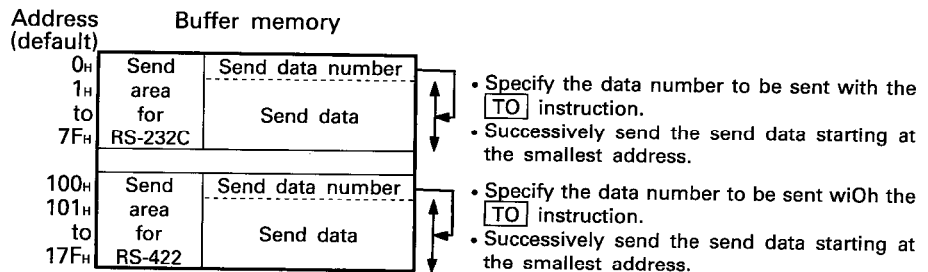 Address Buffer memory
(default)
0H Send Send data number
1H area
to for Send data
7FH RS-232C
• Specify the data number to be sent with the
TO instruction.
• Successively send the send data starting at
the smallest address.
100H Send Send data number
101H area
to for Send data
17FH RS-422
• Specify the data number to be sent wiOh the
TO instruction.
• Successively send the send data starting at
the smallest address.